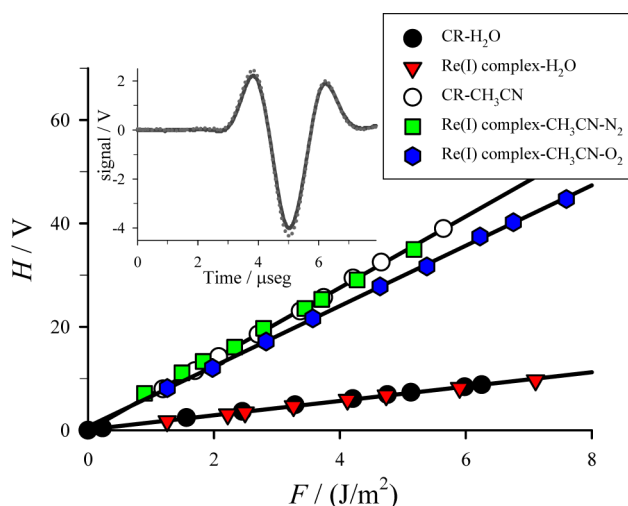 CR-H₂O
Re(I) complex-H₂O
CR-CH₃CN
Re(I) complex-CH₃CN-N₂
Re(I) complex-CH₃CN-O₂
signal / V
2
0
-2
-4
0 2 4 6
Time / μseg
H / V
60
40
20
0
0 2 4 6 8
F / (J/m²)